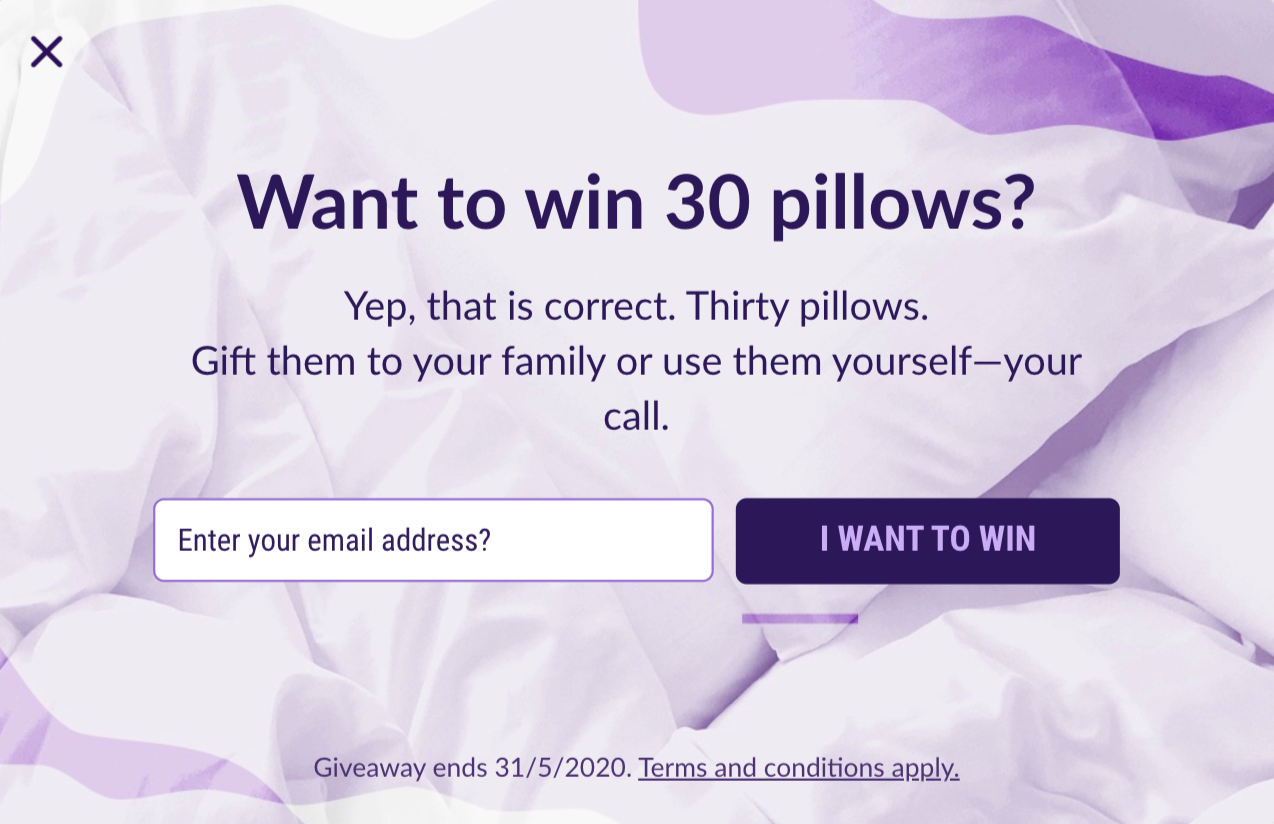 Want to win 30 pillows?
Yep, that is correct. Thirty pillows.
Gift them to your family or use them yourself—your
call.
Enter your email address?
I WANT TO WIN
Giveaway ends 31/5/2020. Terms and conditions apply.